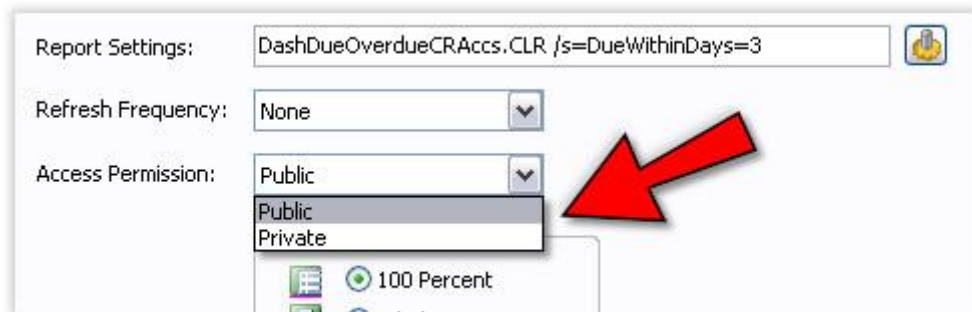 Report Settings: DashDueOverdueCRAccs.CLR /s=DueWithinDays=3
Refresh Frequency: None
Access Permission: Public
Public
Private
100 Percent